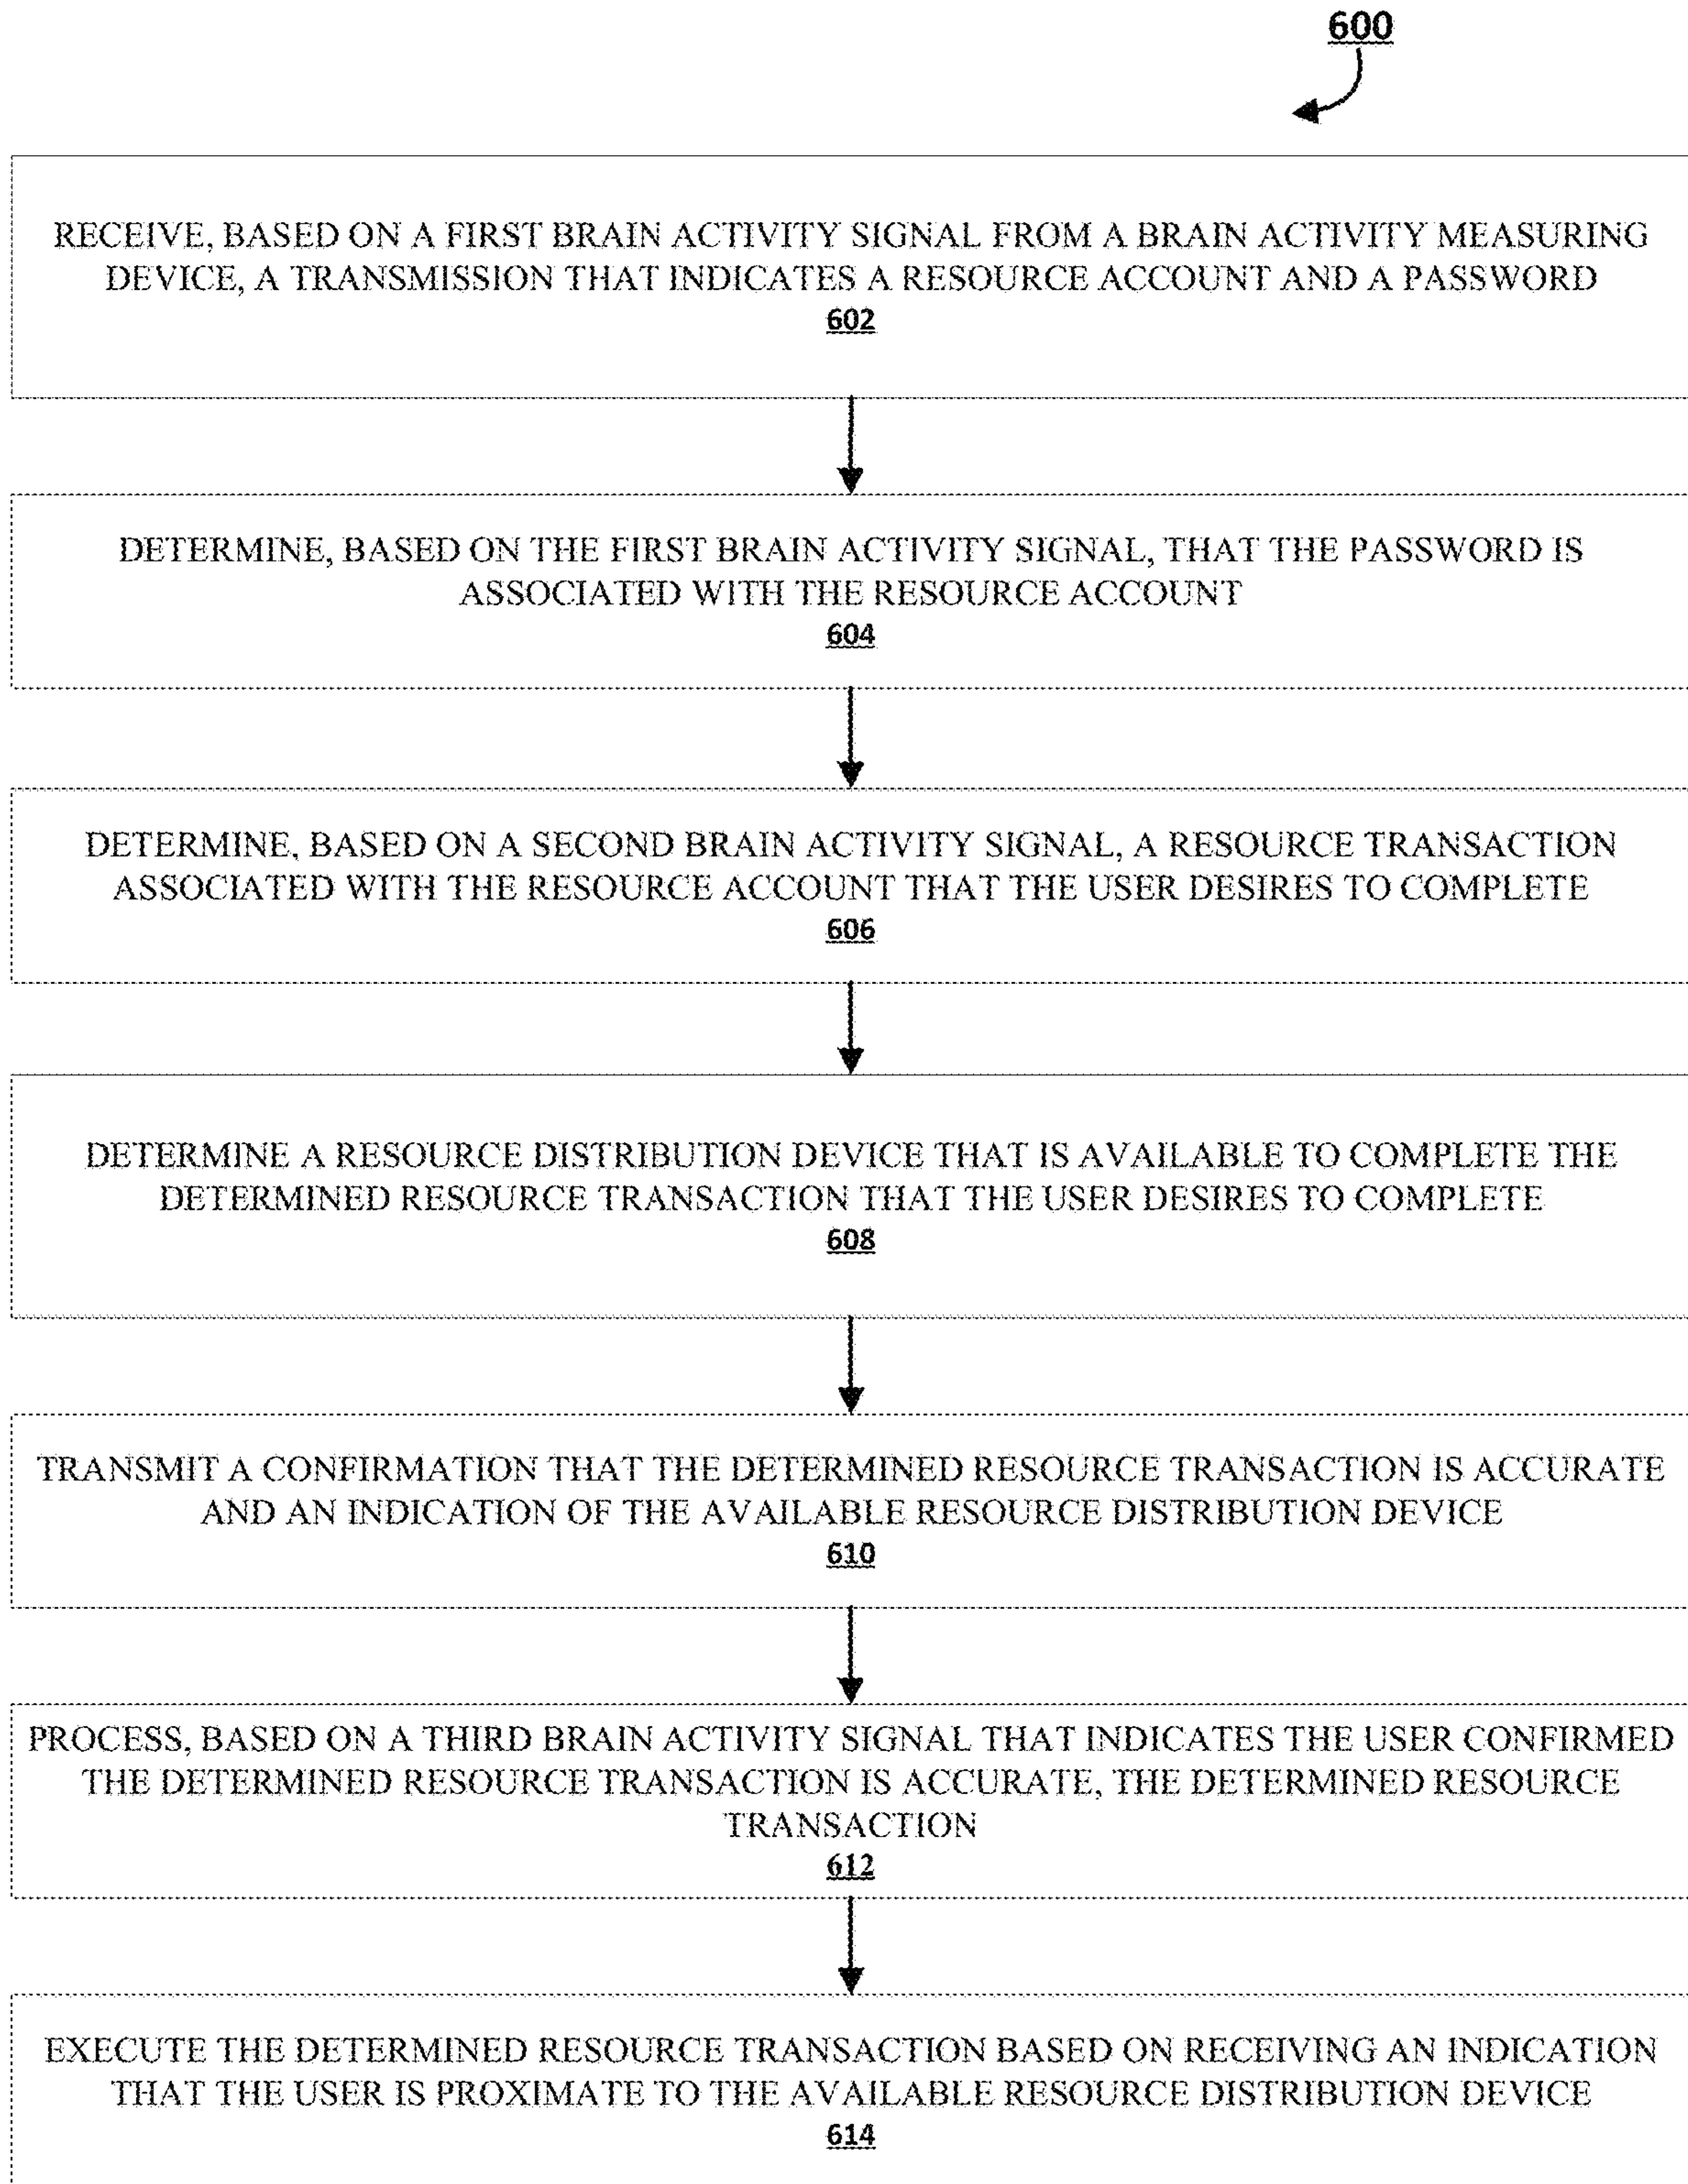 600
RECEIVE, BASED ON A FIRST BRAIN ACTIVITY SIGNAL FROM A BRAIN ACTIVITY MEASURING
DEVICE, A TRANSMISSION THAT INDICATES A RESOURCE ACCOUNT AND A PASSWORD
602
DETERMINE, BASED ON THE FIRST BRAIN ACTIVITY SIGNAL, THAT THE PASSWORD IS
ASSOCIATED WITH THE RESOURCE ACCOUNT
604
DETERMINE, BASED ON A SECOND BRAIN ACTIVITY SIGNAL, A RESOURCE TRANSACTION
ASSOCIATED WITH THE RESOURCE ACCOUNT THAT THE USER DESIRES TO COMPLETE
606
DETERMINE A RESOURCE DISTRIBUTION DEVICE THAT IS AVAILABLE TO COMPLETE THE
DETERMINED RESOURCE TRANSACTION THAT THE USER DESIRES TO COMPLETE
608
TRANSMIT A CONFIRMATION THAT THE DETERMINED RESOURCE TRANSACTION IS ACCURATE
AND AN INDICATION OF THE AVAILABLE RESOURCE DISTRIBUTION DEVICE
610
PROCESS, BASED ON A THIRD BRAIN ACTIVITY SIGNAL THAT INDICATES THE USER CONFIRMED
THE DETERMINED RESOURCE TRANSACTION IS ACCURATE, THE DETERMINED RESOURCE
TRANSACTION
612
EXECUTE THE DETERMINED RESOURCE TRANSACTION BASED ON RECEIVING AN INDICATION
THAT THE USER IS PROXIMATE TO THE AVAILABLE RESOURCE DISTRIBUTION DEVICE
614